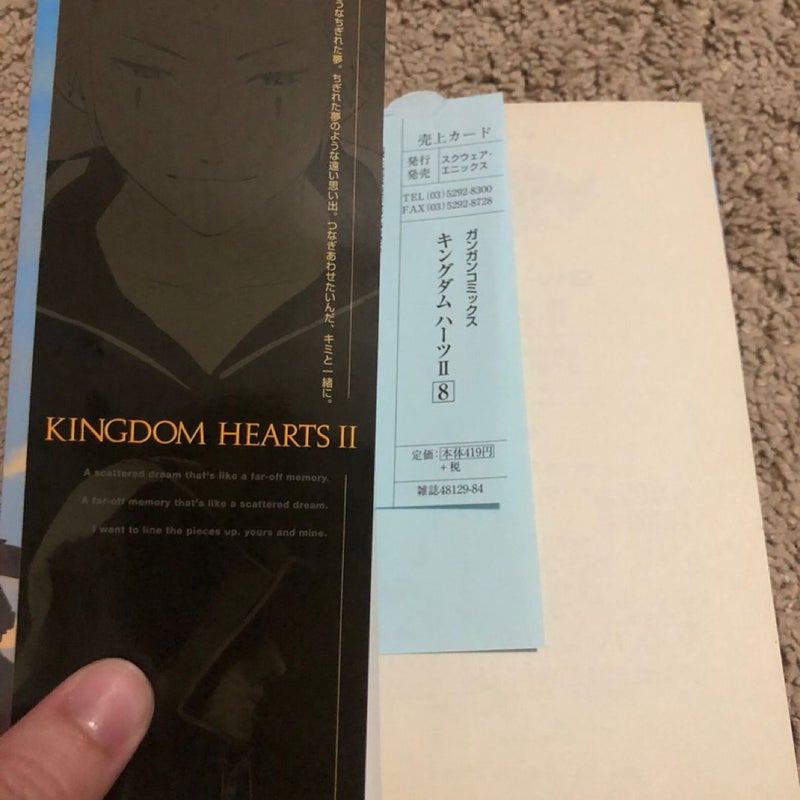 うなちぎれた夢。ちぎれた夢のような遠い思い出。つなぎあわせたいんだ、キミと一緒に。
KINGDOM HEARTS II
A scattered dream that's like a far-off memory.
A far-off memory that's like a scattered dream.
I want to line the pieces up. yours and mine.
売上カード
発行
発売
スクウェア・
エニックス
TEL (03)5292-8300
FAX (03)5292-8728
ガンガンコミックス
キングダム ハーツII 8
定価:本体419円
+税
雑誌48129-84